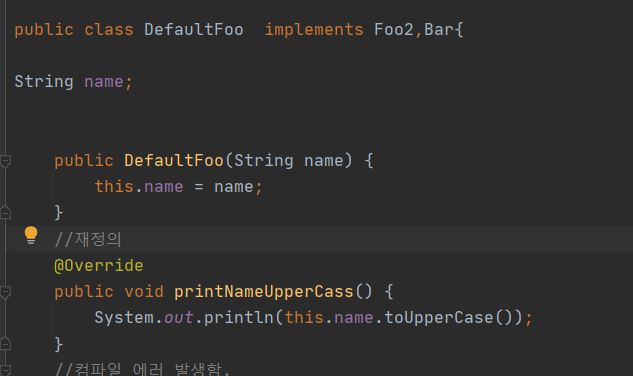 public class DefaultFoo  implements Foo2,Bar{
String name;
public DefaultFoo(String name) {
this.name = name;
}
//재정의
@Override
public void printNameUpperCass() {
System.out.println(this.name.toUpperCase());
}
//컴파일 에러 발생함.